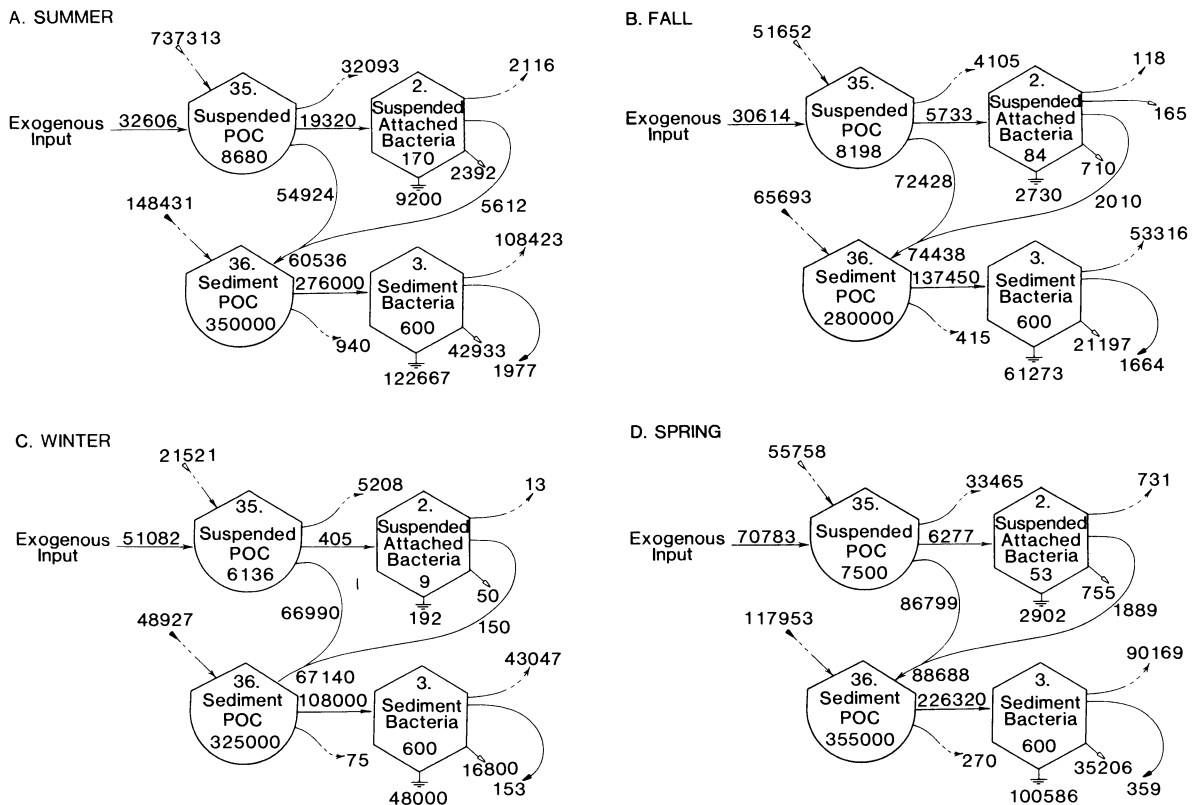 A. SUMMER
737313
32093
2116
Exogenous
Input
32606
35.
Suspended
POC
8680
19320
2.
Suspended
Attached
Bacteria
170
2392
9200
54924
5612
148431
60536
108423
36.
Sediment
POC
350000
276000
3.
Sediment
Bacteria
600
940
42933
1977
122667
B. FALL
51652
4105
118
165
Exogenous
Input
30614
35.
Suspended
POC
8198
5733
2.
Suspended
Attached
Bacteria
84
710
2730
72428
2010
65693
74438
53316
36.
Sediment
POC
280000
137450
3.
Sediment
Bacteria
600
415
21197
1664
61273
C. WINTER
21521
5208
13
Exogenous
Input
51082
35.
Suspended
POC
6136
405
2.
Suspended
Attached
Bacteria
9
50
192
66990
150
48927
67140
43047
36.
Sediment
POC
325000
108000
3.
Sediment
Bacteria
600
75
16800
153
48000
D. SPRING
55758
33465
731
Exogenous
Input
70783
35.
Suspended
POC
7500
6277
2.
Suspended
Attached
Bacteria
53
755
2902
86799
1889
117953
88688
90169
36.
Sediment
POC
355000
226320
3.
Sediment
Bacteria
600
270
35206
359
100586